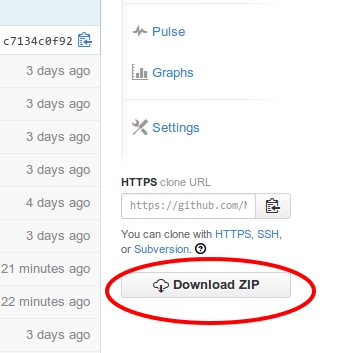 c7134c0f92
3 days ago
3 days ago
3 days ago
3 days ago
4 days ago
3 days ago
21 minutes ago
22 minutes ago
3 days ago
Pulse
Graphs
Settings
HTTPS clone URL
https://github.com/
You can clone with HTTPS, SSH,
or Subversion. ?
Download ZIP